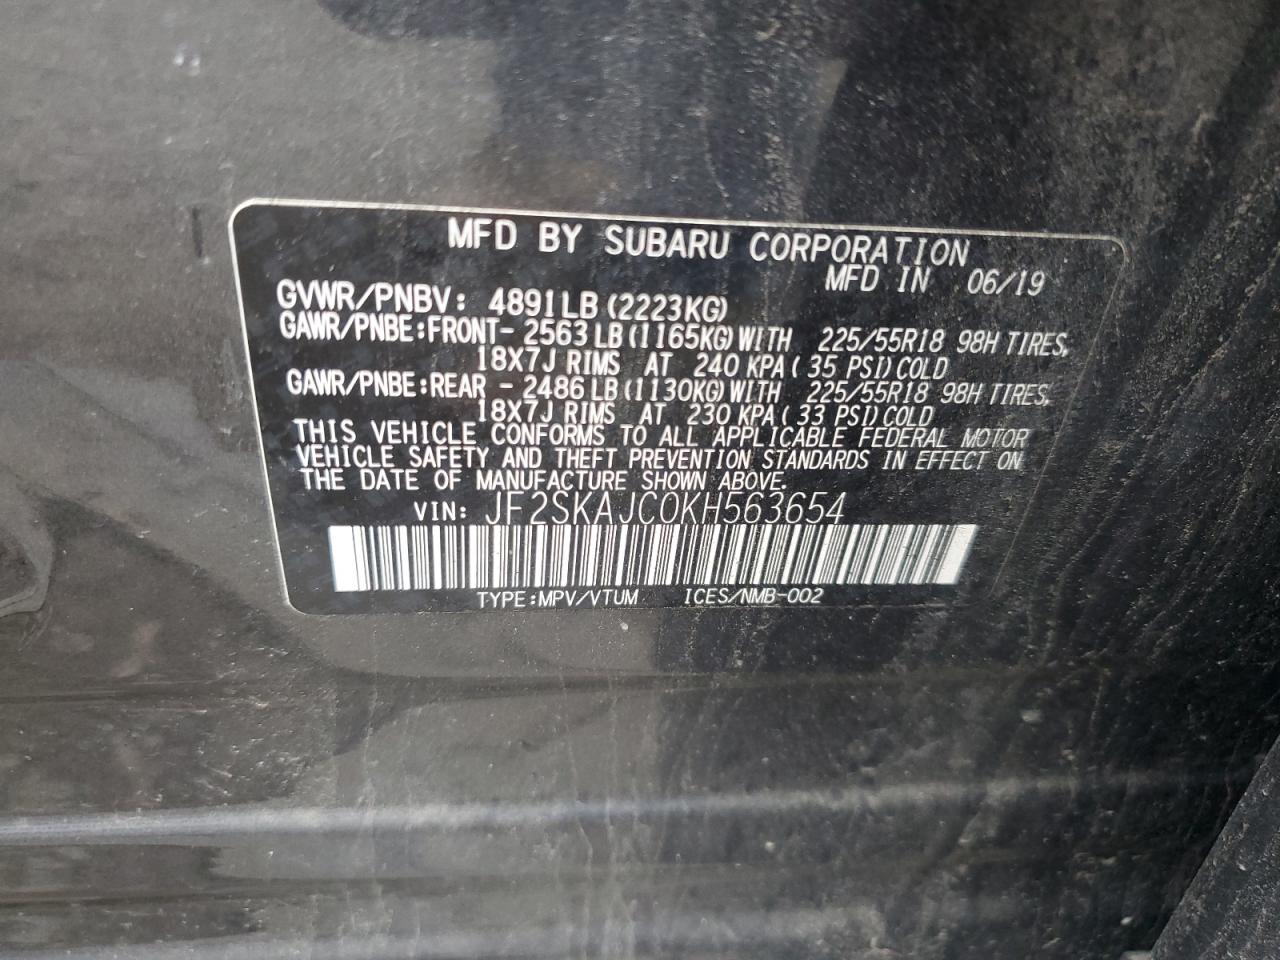 MFD BY SUBARU CORPORATION
MFD IN 06/19
GVWR/PNBV: 4891LB (2223KG)
GAWR/PNBE:FRONT- 2563LB (1165KG) WITH 225/55R18 98H TIRES,
18X7J RIMS AT 240 KPA ( 35 PSI) COLD
GAWR/PNBE:REAR - 2486LB (1130KG) WITH 225/55R18 98H TIRES,
18X7J RIMS AT 230 KPA ( 33 PSI) COLD
THIS VEHICLE CONFORMS TO ALL APPLICABLE FEDERAL MOTOR
VEHICLE SAFETY AND THEFT PREVENTION STANDARDS IN EFFECT ON
THE DATE OF MANUFACTURE SHOWN ABOVE.
VIN: JF2SKAJC0KH563654
TYPE:MPV/VTUM ICES/NMB-002